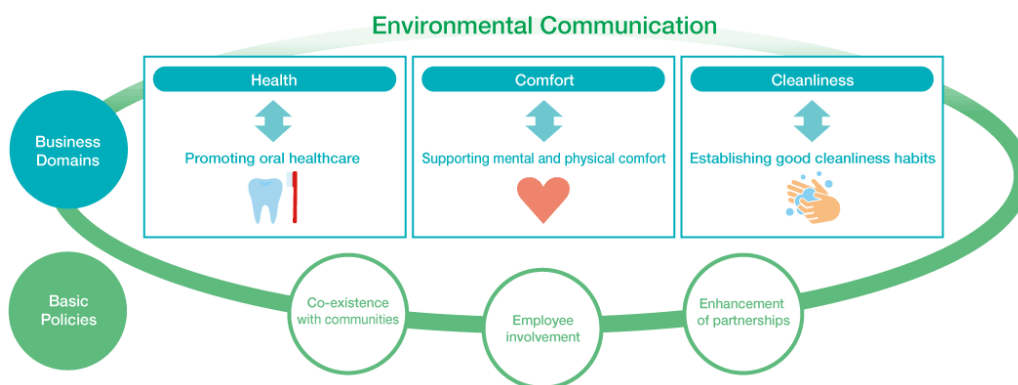 Environmental Communication
Health
Comfort
Cleanliness
Business
Domains
Promoting oral healthcare
Supporting mental and physical comfort
Establishing good cleanliness habits
Basic
Policies
Co-existence
with communities
Employee
involvement
Enhancement
of partnerships